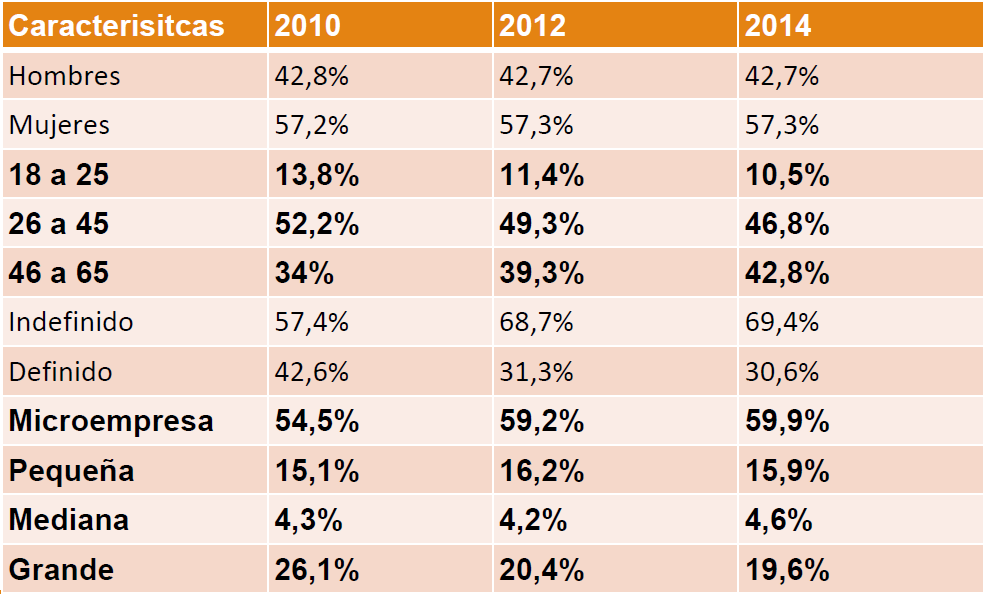 Caracterisitcas 2010 2012 2014
Hombres 42,8% 42,7% 42,7%
Mujeres 57,2% 57,3% 57,3%
18 a 25 13,8% 11,4% 10,5%
26 a 45 52,2% 49,3% 46,8%
46 a 65 34% 39,3% 42,8%
Indefinido 57,4% 68,7% 69,4%
Definido 42,6% 31,3% 30,6%
Microempresa 54,5% 59,2% 59,9%
Pequeña 15,1% 16,2% 15,9%
Mediana 4,3% 4,2% 4,6%
Grande 26,1% 20,4% 19,6%